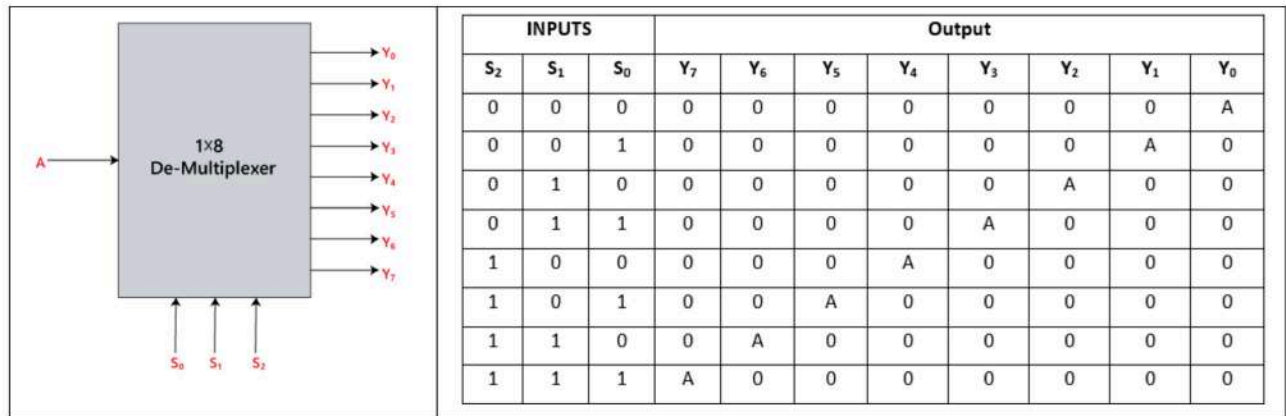 Y₀
Y₁
Y₂
Y₃
Y₄
Y₅
Y₆
Y₇
A
1×8
De-Multiplexer
S₀ S₁ S₂
INPUTS Output
S₂ S₁ S₀ Y₇ Y₆ Y₅ Y₄ Y₃ Y₂ Y₁ Y₀
0 0 0 0 0 0 0 0 0 0 A
0 0 1 0 0 0 0 0 0 A 0
0 1 0 0 0 0 0 0 A 0 0
0 1 1 0 0 0 0 A 0 0 0
1 0 0 0 0 0 A 0 0 0 0
1 0 1 0 0 A 0 0 0 0 0
1 1 0 0 A 0 0 0 0 0 0
1 1 1 A 0 0 0 0 0 0 0